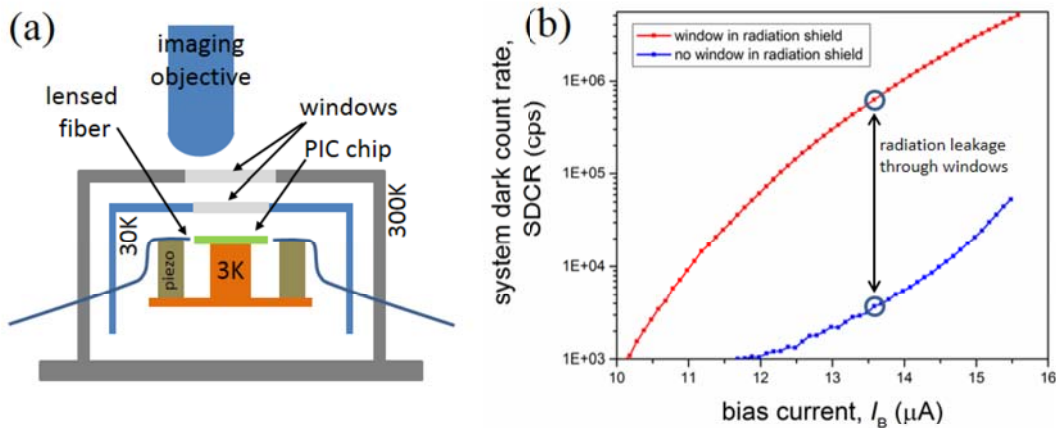 (a)
imaging
objective
lensed
fiber
windows
PIC chip
30K
300K
piezo
3K
(b)
window in radiation shield
no window in radiation shield
system dark count rate,
SDCR (cps)
1E+06
1E+05
1E+04
1E+03
radiation leakage
through windows
10 11 12 13 14 15 16
bias current, I_B (μA)